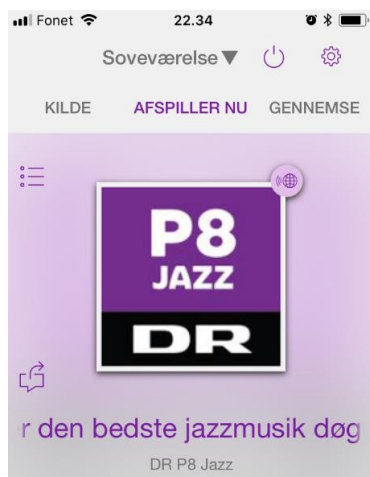 Fonet 22.34
Soveværelse ▼
KILDE AFSPILLER NU GENNEMSE
P8
JAZZ
DR
r den bedste jazzmusik døg
DR P8 Jazz